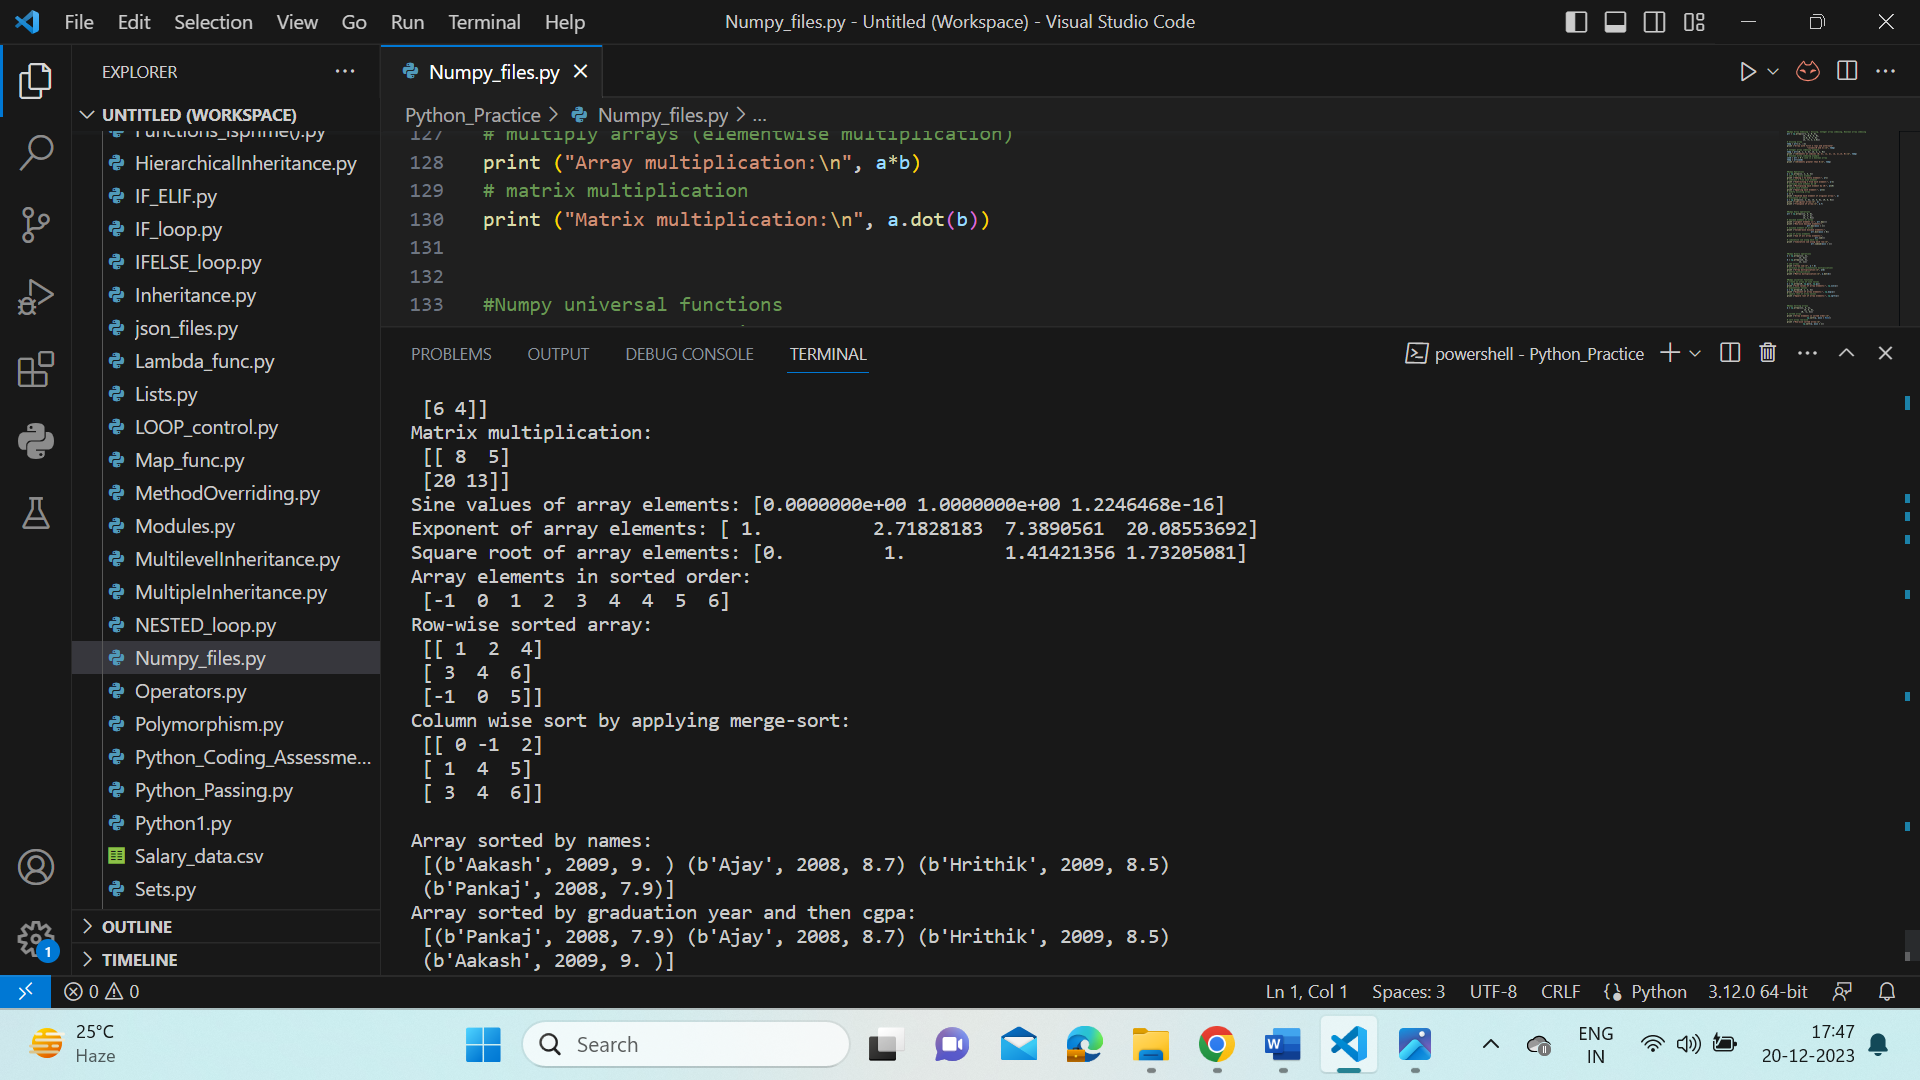 File Edit Selection View Go Run Terminal Help
Numpy_files.py - Untitled (Workspace) - Visual Studio Code
EXPLORER
Numpy_files.py
UNTITLED (WORKSPACE)
Python_Practice > Numpy_files.py > ...
Functions_isprime().py
HierarchicalInheritance.py
IF_ELIF.py
IF_loop.py
IFELSE_loop.py
Inheritance.py
json_files.py
Lambda_func.py
Lists.py
LOOP_control.py
Map_func.py
MethodOverriding.py
Modules.py
MultilevelInheritance.py
MultipleInheritance.py
NESTED_loop.py
Numpy_files.py
Operators.py
Polymorphism.py
Python_Coding_Assessme...
Python_Passing.py
Python1.py
Salary_data.csv
Sets.py
OUTLINE
TIMELINE
127 # multiply arrays (elementwise multiplication)
128 print ("Array multiplication:\n", a*b)
129 # matrix multiplication
130 print ("Matrix multiplication:\n", a.dot(b))
131
132
133 #Numpy universal functions
PROBLEMS OUTPUT DEBUG CONSOLE TERMINAL
powershell - Python_Practice
[6 4]]
Matrix multiplication:
[[ 8  5]
[20 13]]
Sine values of array elements: [0.0000000e+00 1.0000000e+00 1.2246468e-16]
Exponent of array elements: [ 1.          2.71828183  7.3890561  20.08553692]
Square root of array elements: [0.         1.         1.41421356 1.73205081]
Array elements in sorted order:
[-1  0  1  2  3  4  4  5  6]
Row-wise sorted array:
[[ 1  2  4]
[ 3  4  6]
[-1  0  5]]
Column wise sort by applying merge-sort:
[[ 0 -1  2]
[ 1  4  5]
[ 3  4  6]]
Array sorted by names:
[(b'Aakash', 2009, 9. ) (b'Ajay', 2008, 8.7) (b'Hrithik', 2009, 8.5)
(b'Pankaj', 2008, 7.9)]
Array sorted by graduation year and then cgpa:
[(b'Pankaj', 2008, 7.9) (b'Ajay', 2008, 8.7) (b'Hrithik', 2009, 8.5)
(b'Aakash', 2009, 9. )]
1
0 0
Ln 1, Col 1 Spaces: 3 UTF-8 CRLF Python 3.12.0 64-bit
25°C
Haze
Search
ENG
IN
17:47
20-12-2023